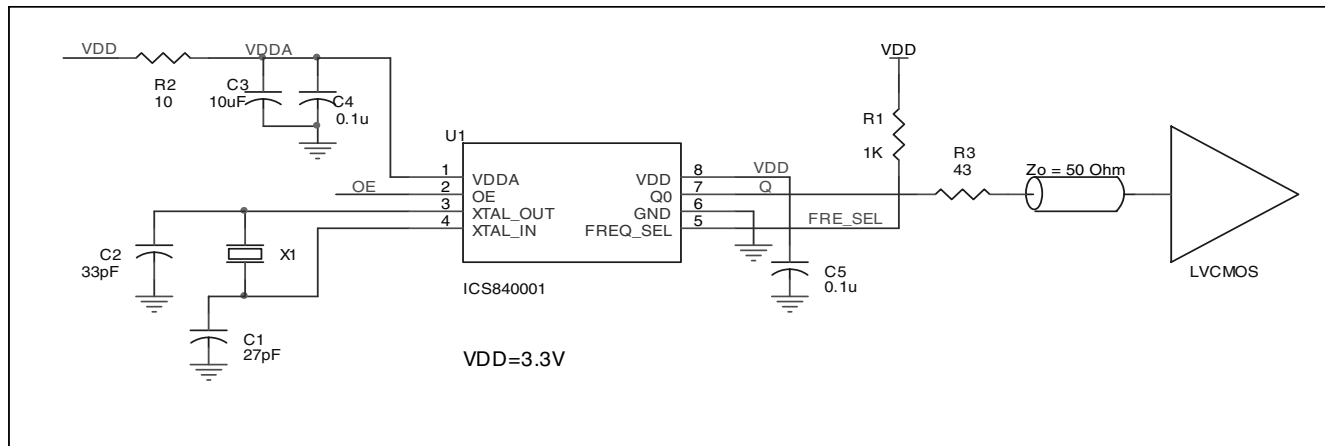 VDD
VDDA
VDD
R2
10
C3
10uF
C4
0.1u
R1
1K
U1
R3
43
Zo = 50 Ohm
1
2
3
4
VDDA
OE
XTAL_OUT
XTAL_IN
VDD
Q0
GND
FREQ_SEL
8
7
6
5
VDD
Q
OE
FRE_SEL
C2
33pF
X1
C5
0.1u
LVCMOS
ICS840001
C1
27pF
VDD=3.3V